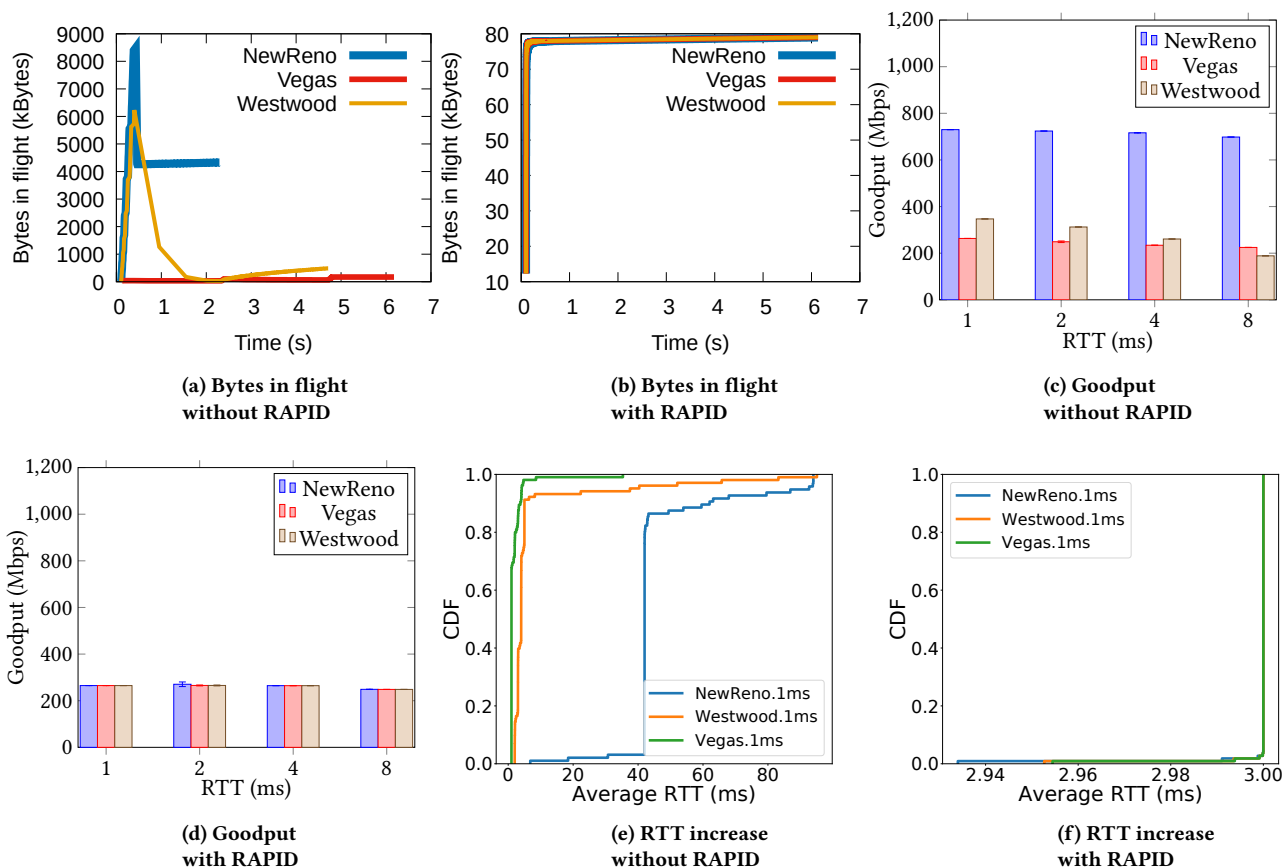 9000
8000
7000
6000
5000
4000
3000
2000
1000
0
Bytes in flight (kBytes)
NewReno
Vegas
Westwood
0 1 2 3 4 5 6 7
Time (s)
(a) Bytes in flight
without RAPID
80
70
60
50
40
30
20
10
Bytes in flight (kBytes)
NewReno
Vegas
Westwood
0 1 2 3 4 5 6 7
Time (s)
(b) Bytes in flight
with RAPID
1,200
1,000
800
600
400
200
0
Goodput (Mbps)
NewReno
Vegas
Westwood
1 2 4 8
RTT (ms)
(c) Goodput
without RAPID
1,200
1,000
800
600
400
200
0
Goodput (Mbps)
NewReno
Vegas
Westwood
1 2 4 8
RTT (ms)
(d) Goodput
with RAPID
1.0
0.8
0.6
0.4
0.2
0.0
CDF
NewReno.1ms
Westwood.1ms
Vegas.1ms
0 20 40 60 80
Average RTT (ms)
(e) RTT increase
without RAPID
1.0
0.8
0.6
0.4
0.2
0.0
CDF
NewReno.1ms
Westwood.1ms
Vegas.1ms
2.94 2.96 2.98 3.00
Average RTT (ms)
(f) RTT increase
with RAPID